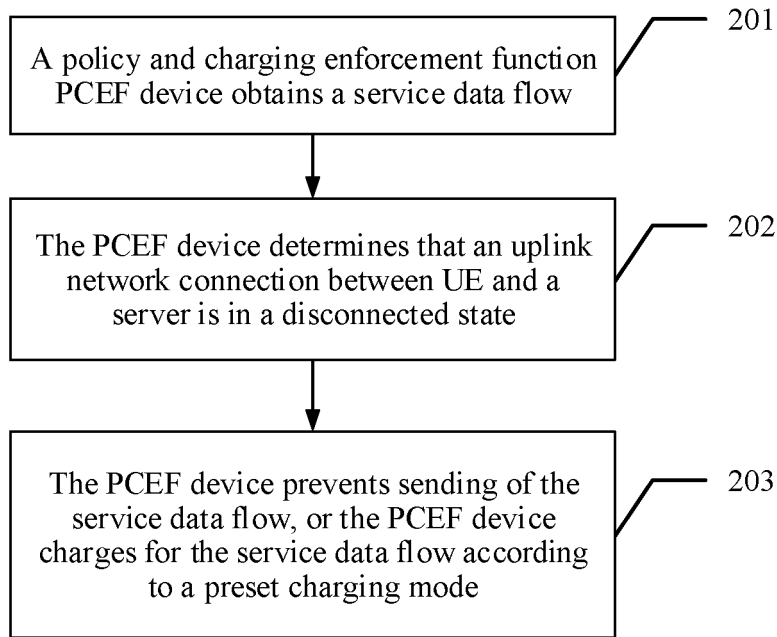 A policy and charging enforcement function
PCEF device obtains a service data flow
201
The PCEF device determines that an uplink
network connection between UE and a
server is in a disconnected state
202
The PCEF device prevents sending of the
service data flow, or the PCEF device
charges for the service data flow according
to a preset charging mode
203